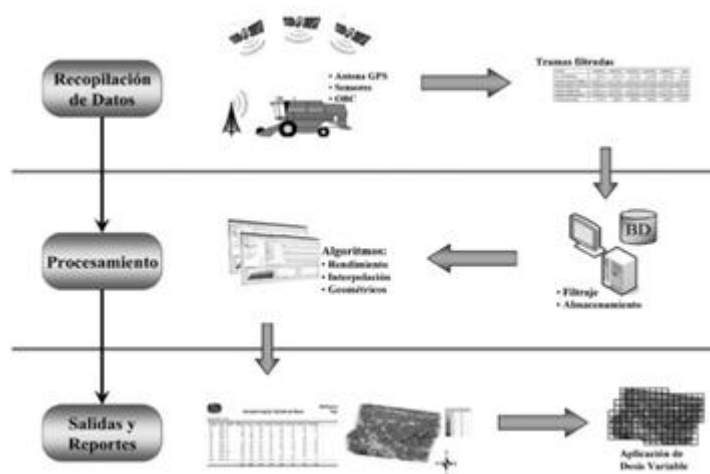 Recopilación
de Datos
• Antena GPS
• Sensores
• OBC
Tramas filtradas
Procesamiento
Algoritmos:
• Rendimiento
• Interpolación
• Geométricos
BD
• Filtraje
• Almacenamiento
Salidas y
Reportes
Aplicación de
Dosis Variable